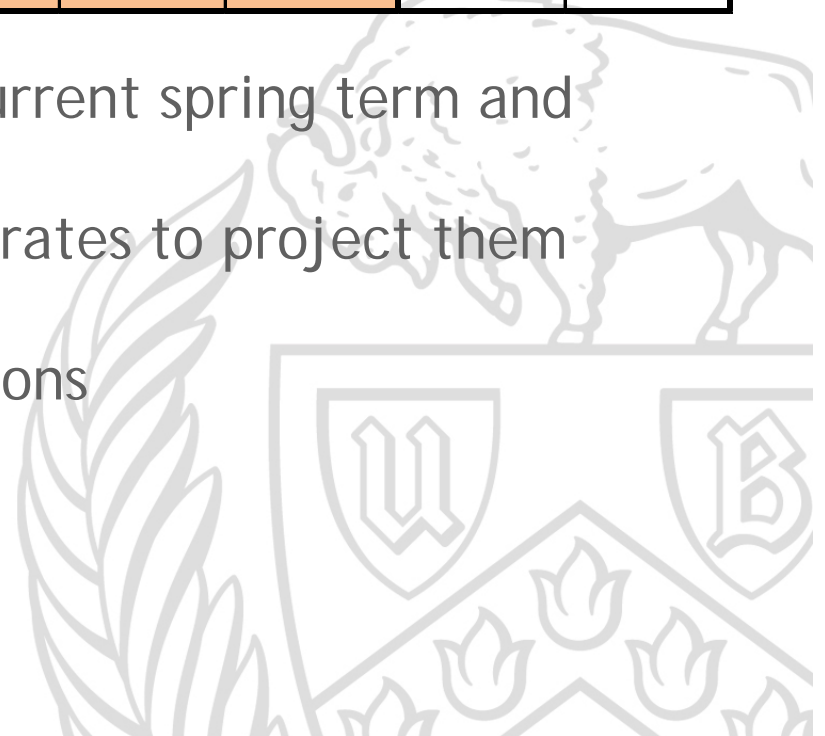 urrent spring term and
rates to project them
ons
U B